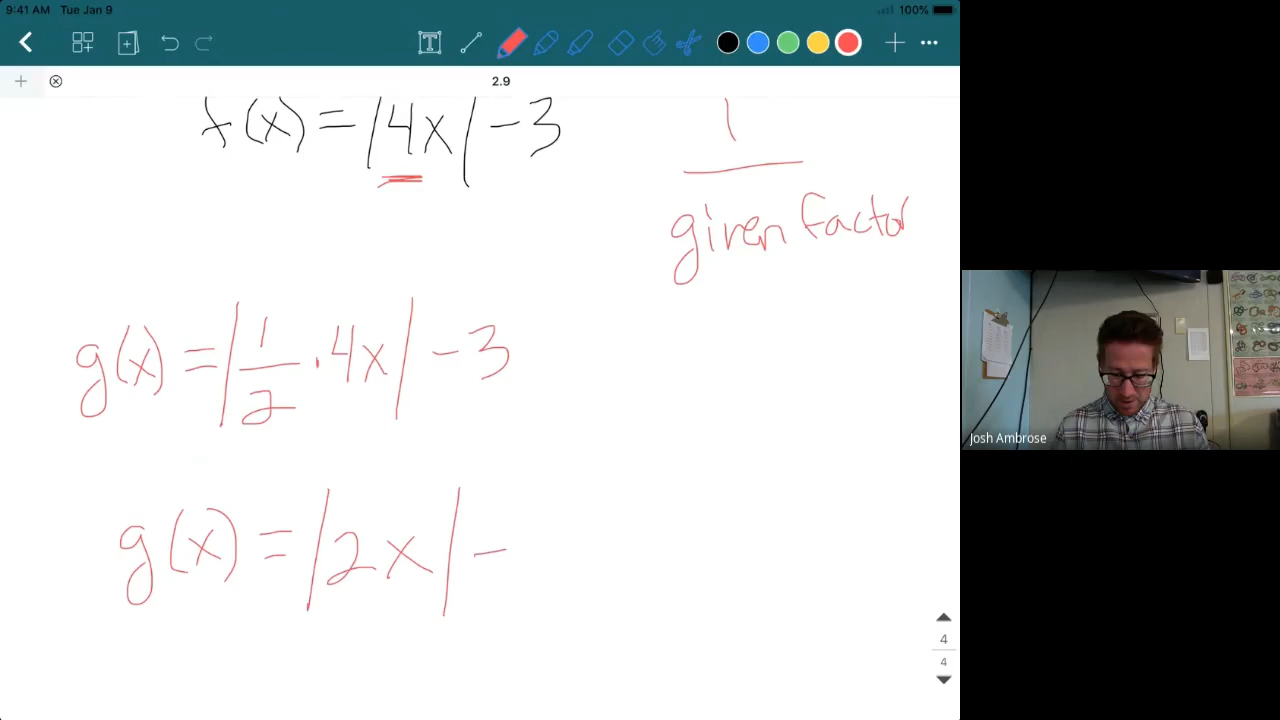 9:41 AM Tue Jan 9 100%
2.9
f(x) = |4x| - 3
1
given factor
g(x) = |1/2 · 4x| - 3
g(x) = |2x| -
4
4
Josh Ambrose